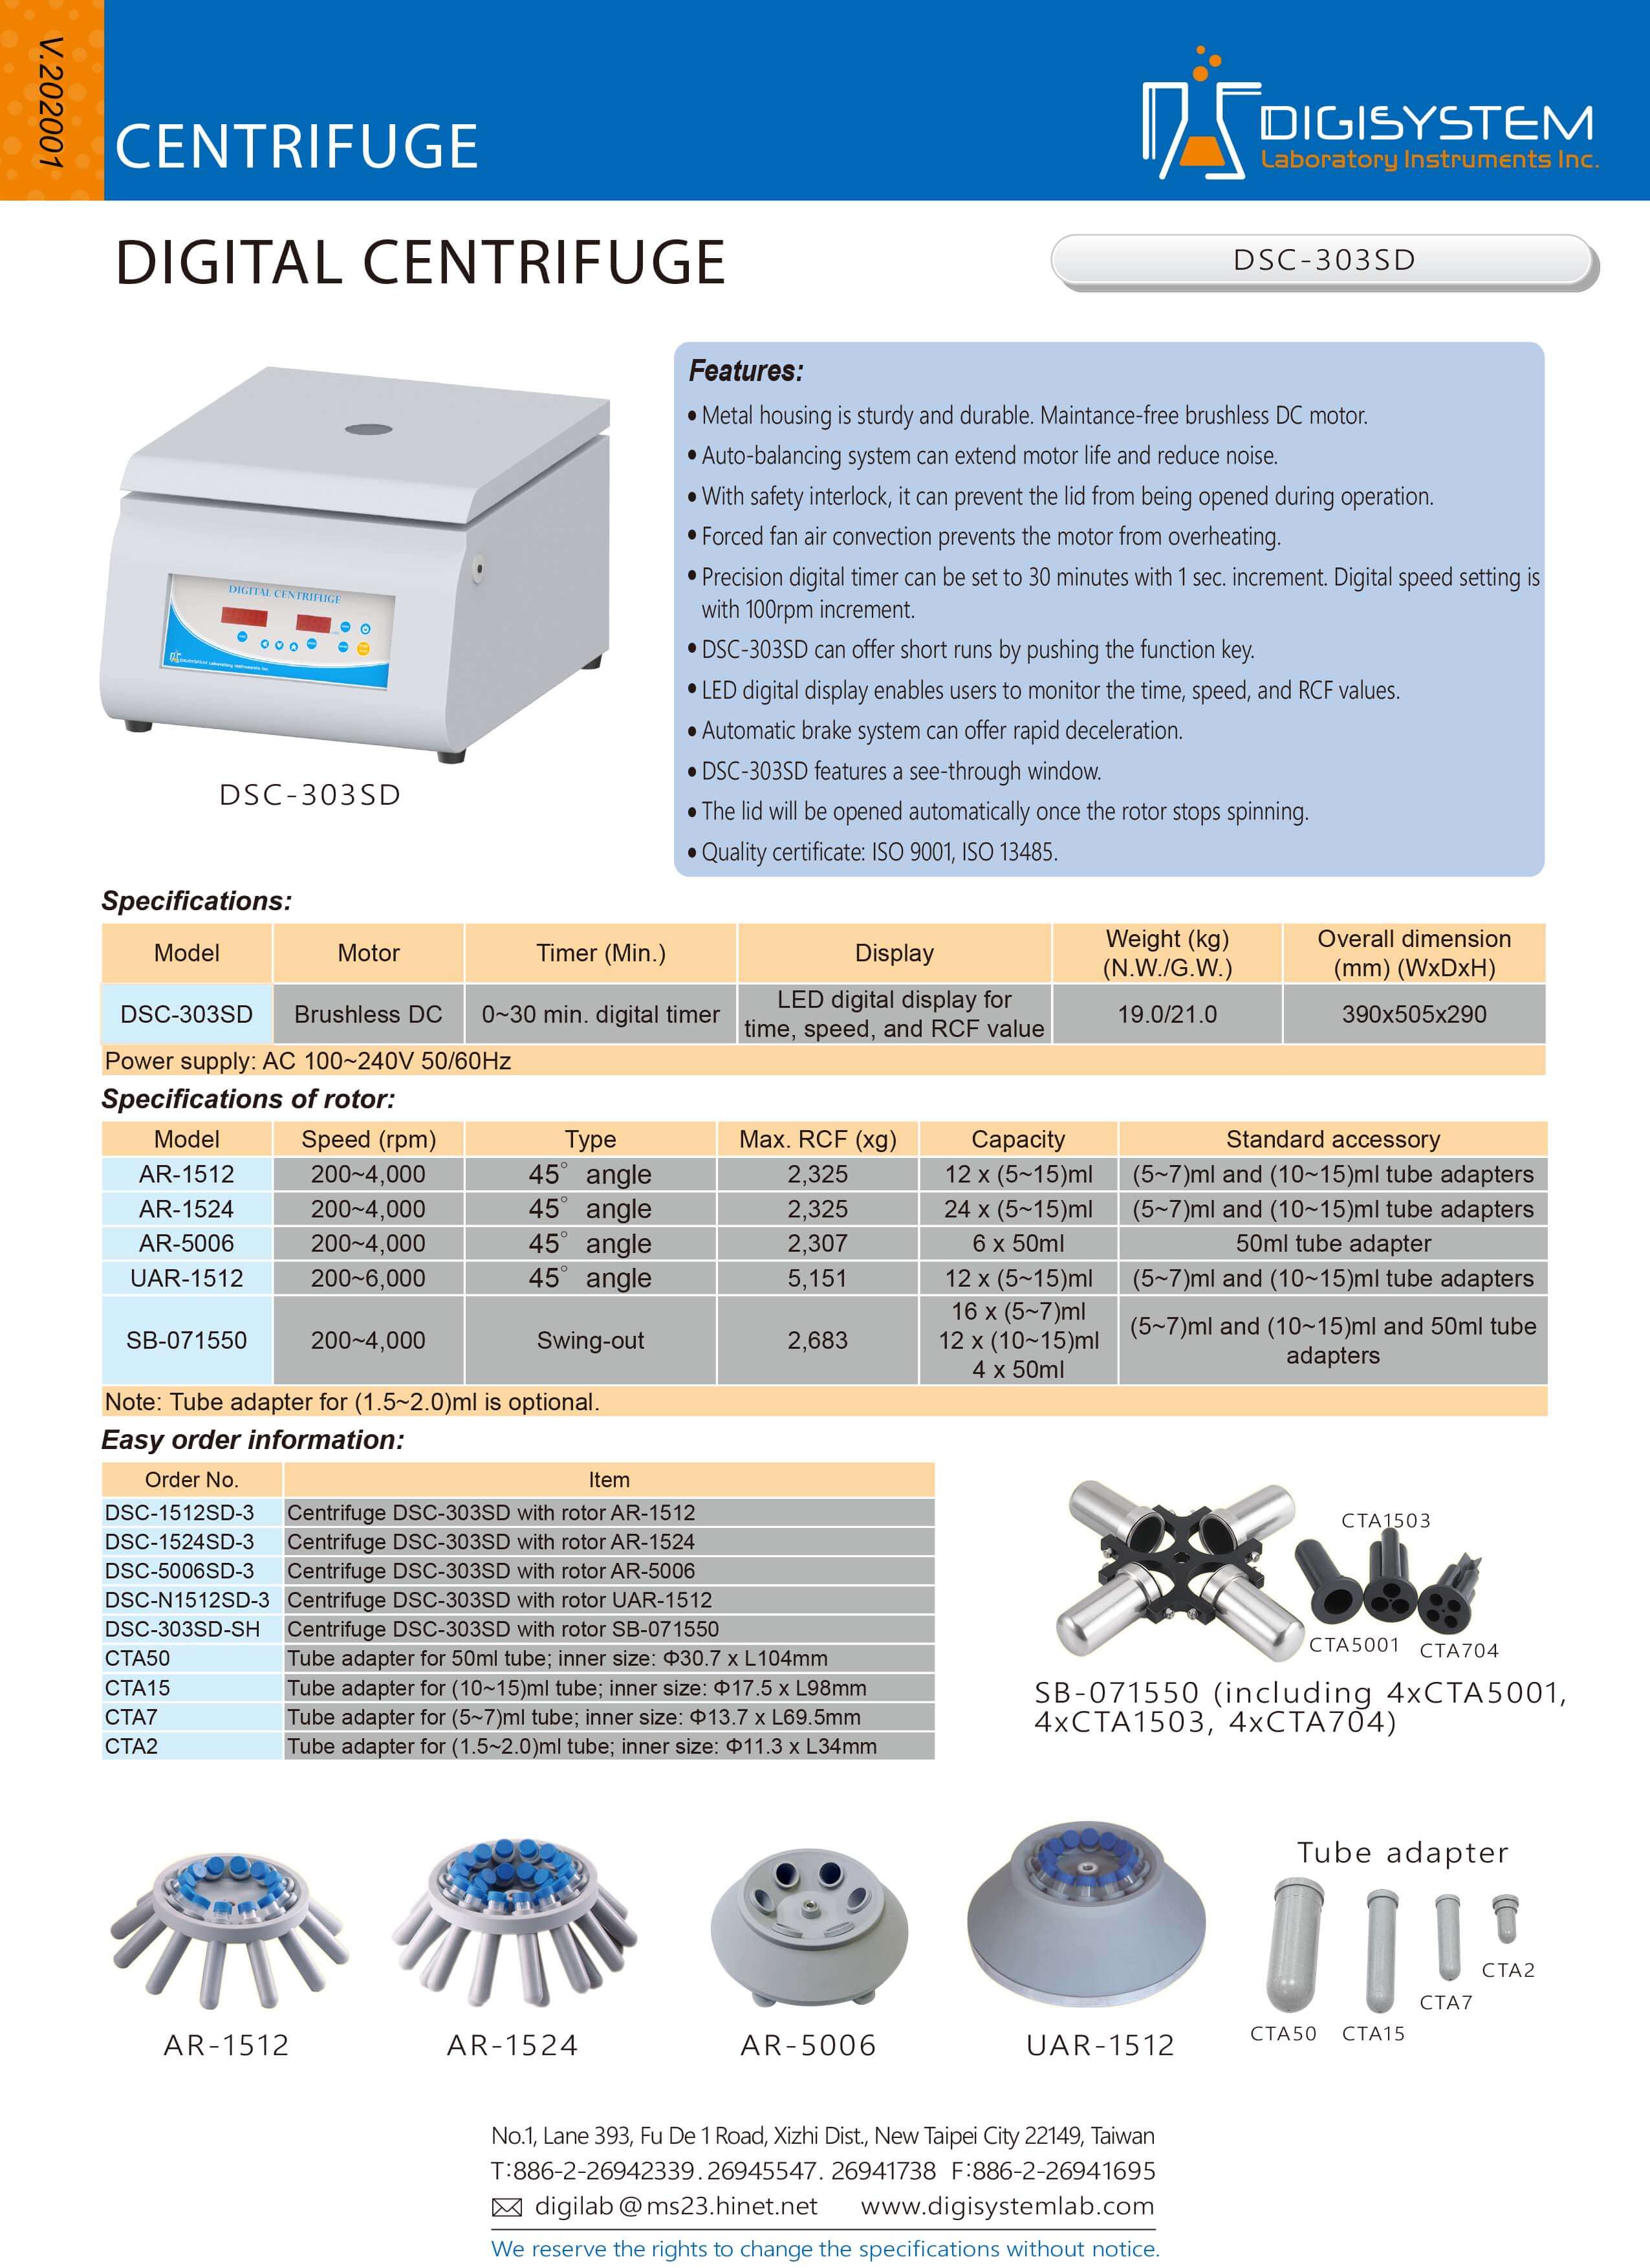 V.202001
CENTRIFUGE
DIGISYSTEM
Laboratory Instruments Inc.
DIGITAL CENTRIFUGE
DSC-303SD
DIGITAL CENTRIFUGE
DSC-303SD
Features:
• Metal housing is sturdy and durable. Maintance-free brushless DC motor.
• Auto-balancing system can extend motor life and reduce noise.
• With safety interlock, it can prevent the lid from being opened during operation.
• Forced fan air convection prevents the motor from overheating.
• Precision digital timer can be set to 30 minutes with 1 sec. increment. Digital speed setting is
with 100rpm increment.
• DSC-303SD can offer short runs by pushing the function key.
• LED digital display enables users to monitor the time, speed, and RCF values.
• Automatic brake system can offer rapid deceleration.
• DSC-303SD features a see-through window.
• The lid will be opened automatically once the rotor stops spinning.
• Quality certificate: ISO 9001, ISO 13485.
Specifications:
Model Motor Timer (Min.) Display Weight (kg) (N.W./G.W.) Overall dimension (mm) (WxDxH)
DSC-303SD Brushless DC 0~30 min. digital timer LED digital display for time, speed, and RCF value 19.0/21.0 390x505x290
Power supply: AC 100~240V 50/60Hz
Specifications of rotor:
Model Speed (rpm) Type Max. RCF (xg) Capacity Standard accessory
AR-1512 200~4,000 45° angle 2,325 12 x (5~15)ml (5~7)ml and (10~15)ml tube adapters
AR-1524 200~4,000 45° angle 2,325 24 x (5~15)ml (5~7)ml and (10~15)ml tube adapters
AR-5006 200~4,000 45° angle 2,307 6 x 50ml 50ml tube adapter
UAR-1512 200~6,000 45° angle 5,151 12 x (5~15)ml (5~7)ml and (10~15)ml tube adapters
SB-071550 200~4,000 Swing-out 2,683 16 x (5~7)ml 12 x (10~15)ml 4 x 50ml (5~7)ml and (10~15)ml and 50ml tube adapters
Note: Tube adapter for (1.5~2.0)ml is optional.
Easy order information:
Order No. Item
DSC-1512SD-3 Centrifuge DSC-303SD with rotor AR-1512
DSC-1524SD-3 Centrifuge DSC-303SD with rotor AR-1524
DSC-5006SD-3 Centrifuge DSC-303SD with rotor AR-5006
DSC-N1512SD-3 Centrifuge DSC-303SD with rotor UAR-1512
DSC-303SD-SH Centrifuge DSC-303SD with rotor SB-071550
CTA50 Tube adapter for 50ml tube; inner size: Φ30.7 x L104mm
CTA15 Tube adapter for (10~15)ml tube; inner size: Φ17.5 x L98mm
CTA7 Tube adapter for (5~7)ml tube; inner size: Φ13.7 x L69.5mm
CTA2 Tube adapter for (1.5~2.0)ml tube; inner size: Φ11.3 x L34mm
CTA1503
CTA5001
CTA704
SB-071550 (including 4xCTA5001,
4xCTA1503, 4xCTA704)
Tube adapter
CTA2
CTA7
CTA50 CTA15
AR-1512
AR-1524
AR-5006
UAR-1512
No.1, Lane 393, Fu De 1 Road, Xizhi Dist., New Taipei City 22149, Taiwan
T:886-2-26942339. 26945547. 26941738 F:886-2-26941695
digilab@ms23.hinet.net www.digisystemlab.com
We reserve the rights to change the specifications without notice.